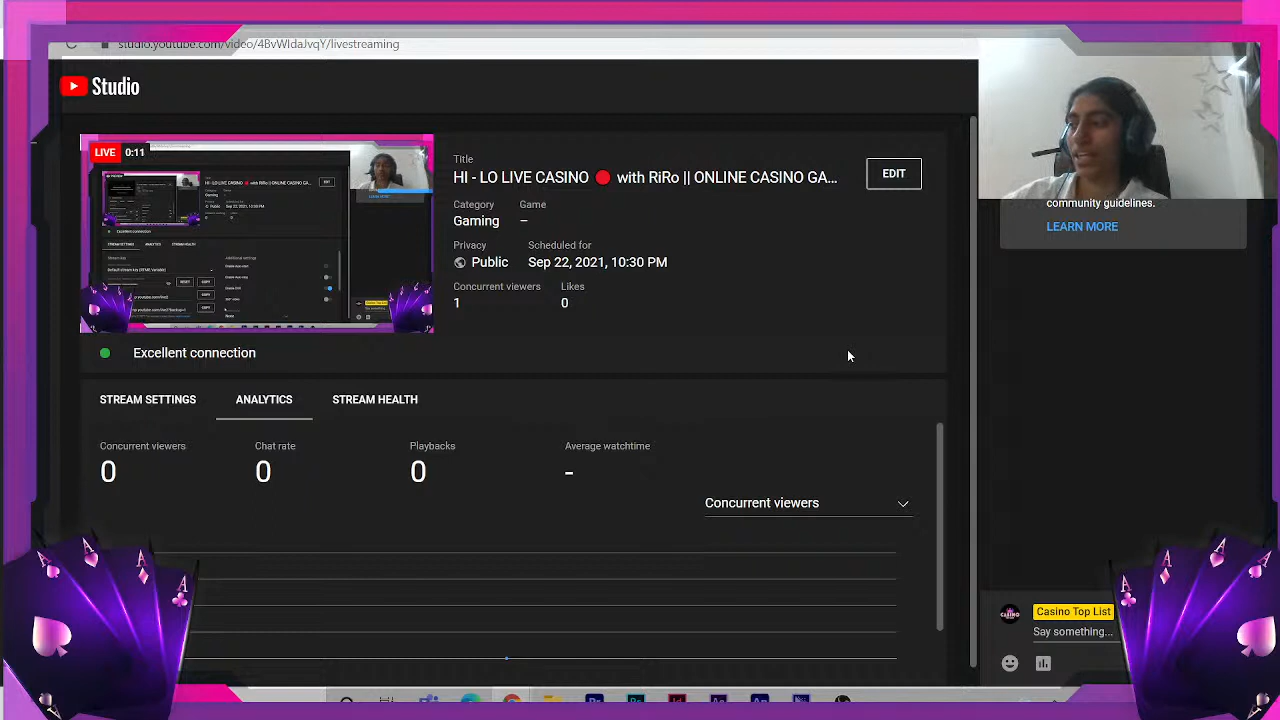 studio.youtube.com/video/4BvWIdaJvqY/livestreaming
Studio
LIVE 0:11
Title
HI - LO LIVE CASINO 🔴 with RiRo || ONLINE CASINO GA...
EDIT
Category
Game
Gaming
–
Privacy
Scheduled for
Public
Sep 22, 2021, 10:30 PM
Concurrent viewers
Likes
1
0
Excellent connection
STREAM SETTINGS
ANALYTICS
STREAM HEALTH
Concurrent viewers
Chat rate
Playbacks
Average watchtime
0
0
0
-
Concurrent viewers
community guidelines.
LEARN MORE
Casino Top List
Say something...